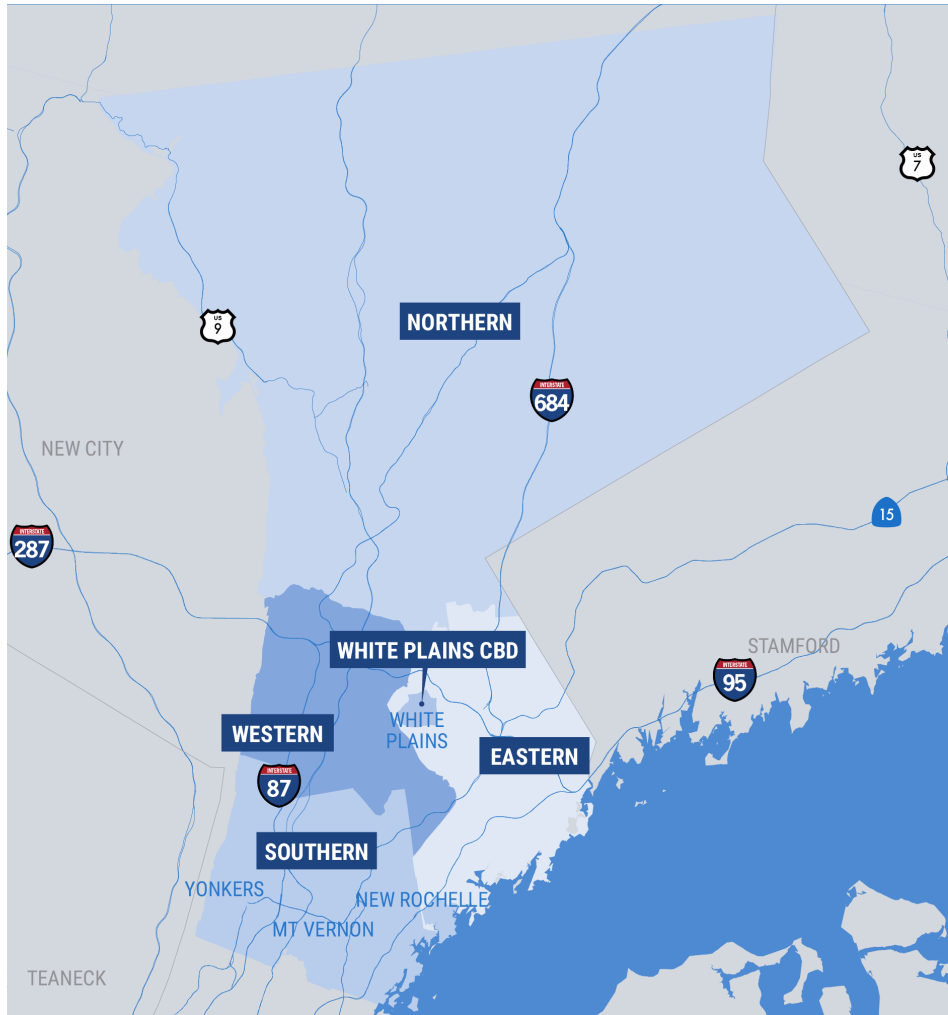 US
7
NORTHERN
US
9
INTERSTATE
684
NEW CITY
15
INTERSTATE
287
WHITE PLAINS CBD
STAMFORD
INTERSTATE
95
WHITE
PLAINS
WESTERN
EASTERN
INTERSTATE
87
SOUTHERN
YONKERS
NEW ROCHELLE
MT VERNON
TEANECK